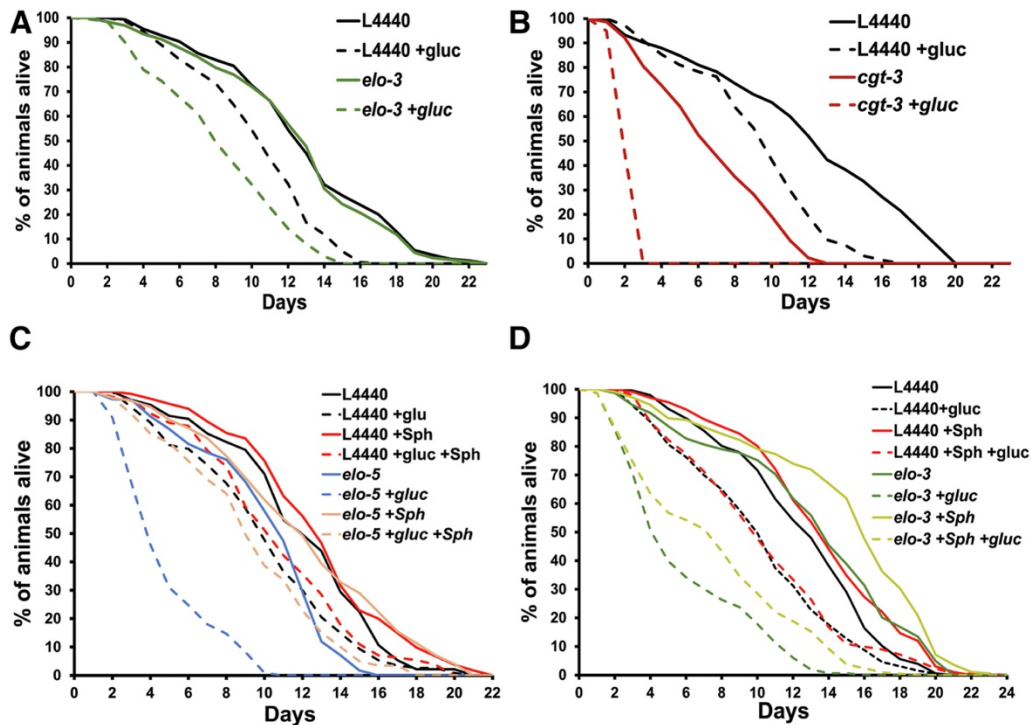 A
% of animals alive
100
90
80
70
60
50
40
30
20
10
0
0 2 4 6 8 10 12 14 16 18 20 22
Days
L4440
L4440 +gluc
elo-3
elo-3 +gluc
B
% of animals alive
100
90
80
70
60
50
40
30
20
10
0
0 2 4 6 8 10 12 14 16 18 20 22
Days
L4440
L4440 +gluc
cgt-3
cgt-3 +gluc
C
% of animals alive
100
90
80
70
60
50
40
30
20
10
0
0 2 4 6 8 10 12 14 16 18 20 22
Days
L4440
L4440 +glu
L4440 +Sph
L4440 +gluc +Sph
elo-5
elo-5 +gluc
elo-5 +Sph
elo-5 +gluc +Sph
D
% of animals alive
100
90
80
70
60
50
40
30
20
10
0
0 2 4 6 8 10 12 14 16 18 20 22 24
Days
L4440
L4440+gluc
L4440 +Sph
L4440 +Sph +gluc
elo-3
elo-3 +gluc
elo-3 +Sph
elo-3 +Sph +gluc